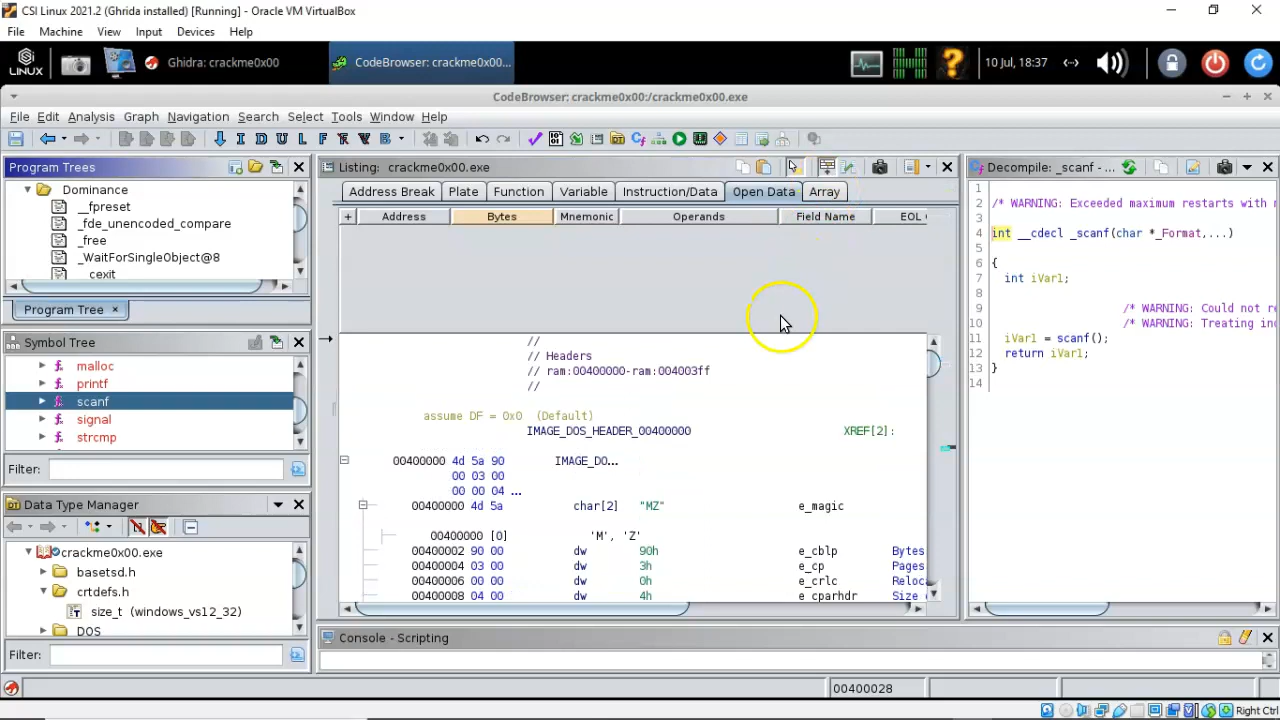 CSI Linux 2021.2 (Ghrida installed) [Running] - Oracle VM VirtualBox
File Machine View Input Devices Help
CSI LINUX
Ghidra: crackme0x00
CodeBrowser: crackme0x00...
10 Jul, 18:37
CodeBrowser: crackme0x00:/crackme0x00.exe
File Edit Analysis Graph Navigation Search Select Tools Window Help
I D U L F R V B
Program Trees
Dominance
__fpreset
_fde_unencoded_compare
_free
_WaitForSingleObject@8
cexit
Program Tree ×
Symbol Tree
malloc
printf
scanf
signal
strcmp
Filter:
Data Type Manager
crackme0x00.exe
basetsd.h
crtdefs.h
size_t (windows_vs12_32)
DOS
Filter:
Listing: crackme0x00.exe
Address Break Plate Function Variable Instruction/Data Open Data Array
+ Address Bytes Mnemonic Operands Field Name EOL
//
// Headers
// ram:00400000-ram:004003ff
//
assume DF = 0x0 (Default)
IMAGE_DOS_HEADER_00400000 XREF[2]:
00400000 4d 5a 90 IMAGE_DO...
00 03 00
00 00 04 ...
00400000 4d 5a char[2] "MZ" e_magic
00400000 [0] 'M', 'Z'
00400002 90 00 dw 90h e_cblp Bytes
00400004 03 00 dw 3h e_cp Pages
00400006 00 00 dw 0h e_crlc Reloc
00400008 04 00 dw 4h e_cparhdr Size
Decompile: _scanf - ...
1
2 /* WARNING: Exceeded maximum restarts with
3
4 int __cdecl _scanf(char *_Format,...)
5
6 {
7 int iVar1;
8
9 /* WARNING: Could not re
10 /* WARNING: Treating ind
11 iVar1 = scanf();
12 return iVar1;
13 }
14
Console - Scripting
00400028
Right Ctrl